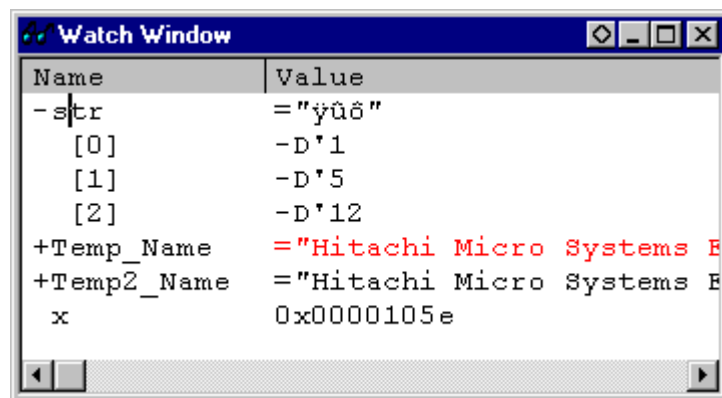 Watch Window
Name Value
-str ="ÿûô"
[0] -D'1
[1] -D'5
[2] -D'12
+Temp_Name ="Hitachi Micro Systems E
+Temp2_Name ="Hitachi Micro Systems E
x 0x0000105e